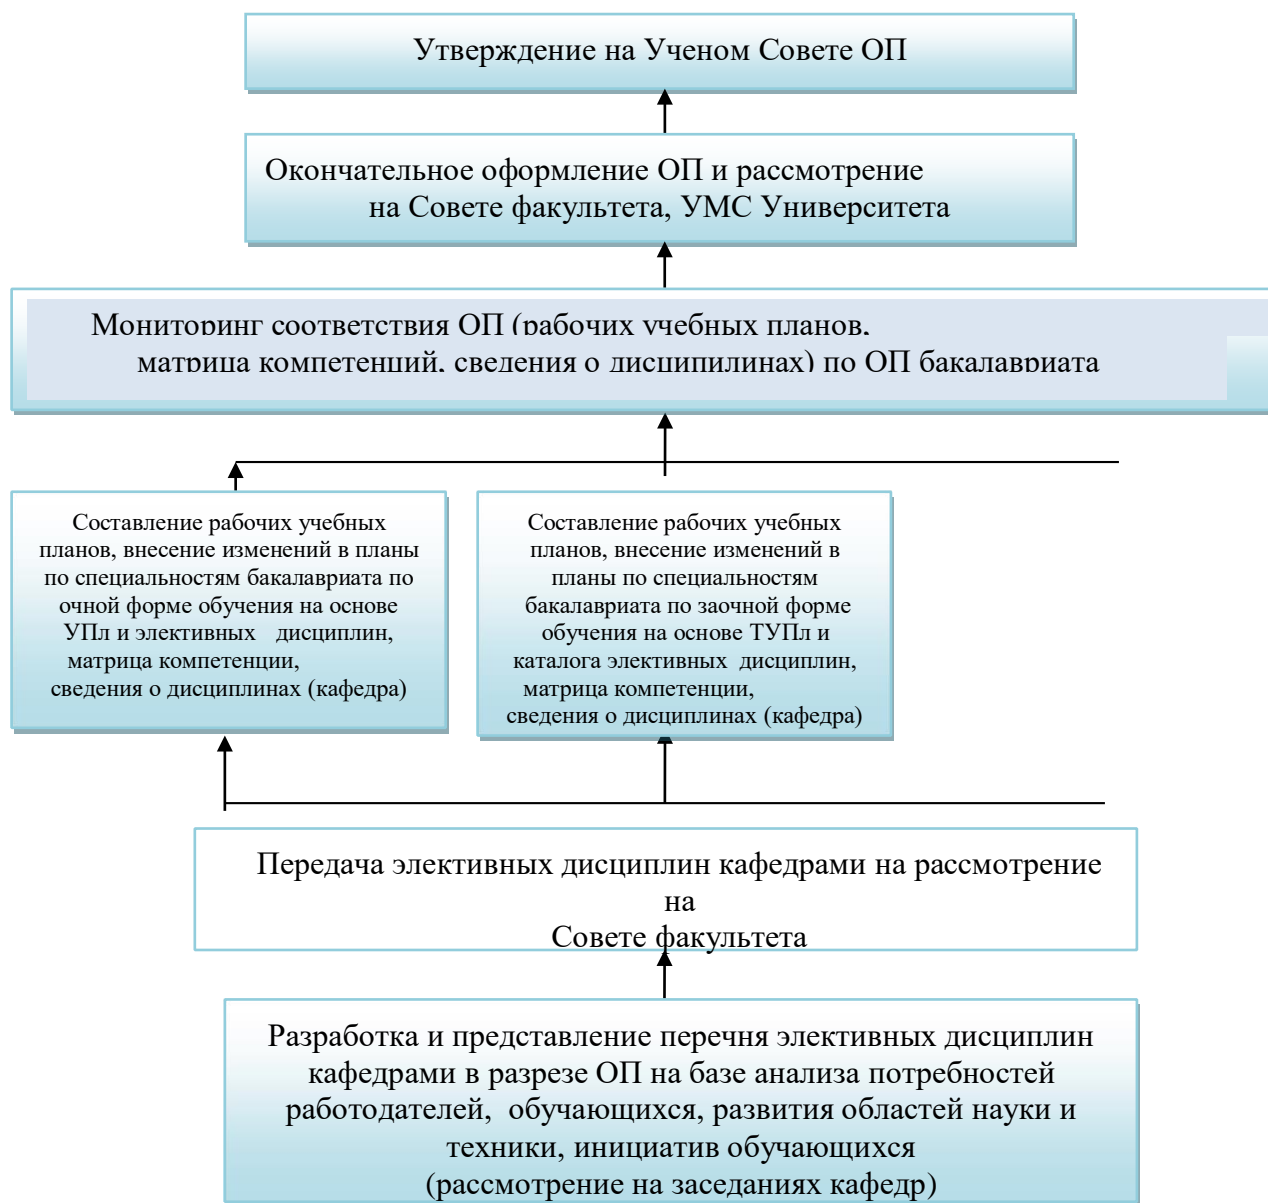 Утверждение на Ученом Совете ОП
Окончательное оформление ОП и рассмотрение
на Совете факультета, УМС Университета
Мониторинг соответствия ОП (рабочих учебных планов,
матрица компетенций, сведения о дисципилинах) по ОП бакалавриата
Составление рабочих учебных
планов, внесение изменений в планы
по специальностям бакалавриата по
очной форме обучения на основе
УПл и элективных дисциплин,
матрица компетенции,
сведения о дисциплинах (кафедра)
Составление рабочих учебных
планов, внесение изменений в
планы по специальностям
бакалавриата по заочной форме
обучения на основе ТУПл и
каталога элективных дисциплин,
матрица компетенции,
сведения о дисциплинах (кафедра)
Передача элективных дисциплин кафедрами на рассмотрение
на
Совете факультета
Разработка и представление перечня элективных дисциплин
кафедрами в разрезе ОП на базе анализа потребностей
работодателей, обучающихся, развития областей науки и
техники, инициатив обучающихся
(рассмотрение на заседаниях кафедр)